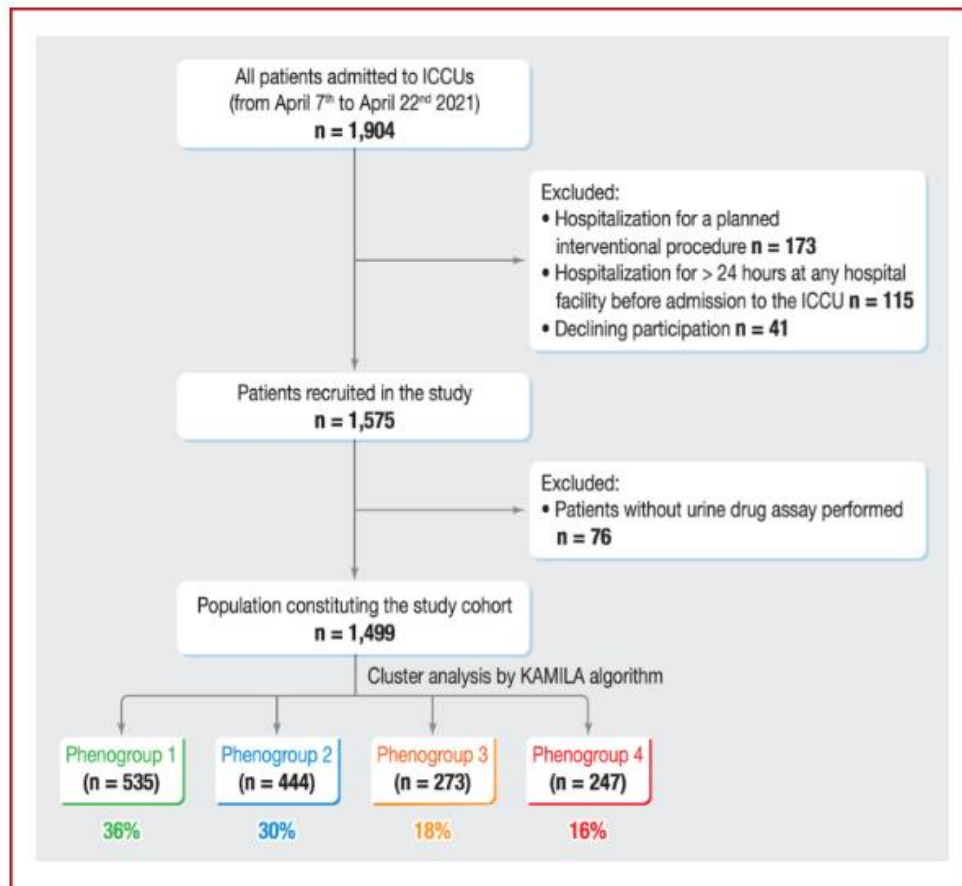 All patients admitted to ICCUs
(from April 7th to April 22nd 2021)
n = 1,904
Excluded:
• Hospitalization for a planned
interventional procedure n = 173
• Hospitalization for > 24 hours at any hospital
facility before admission to the ICCU n = 115
• Declining participation n = 41
Patients recruited in the study
n = 1,575
Excluded:
• Patients without urine drug assay performed
n = 76
Population constituting the study cohort
n = 1,499
Cluster analysis by KAMILA algorithm
Phenogroup 1
(n = 535)
36%
Phenogroup 2
(n = 444)
30%
Phenogroup 3
(n = 273)
18%
Phenogroup 4
(n = 247)
16%